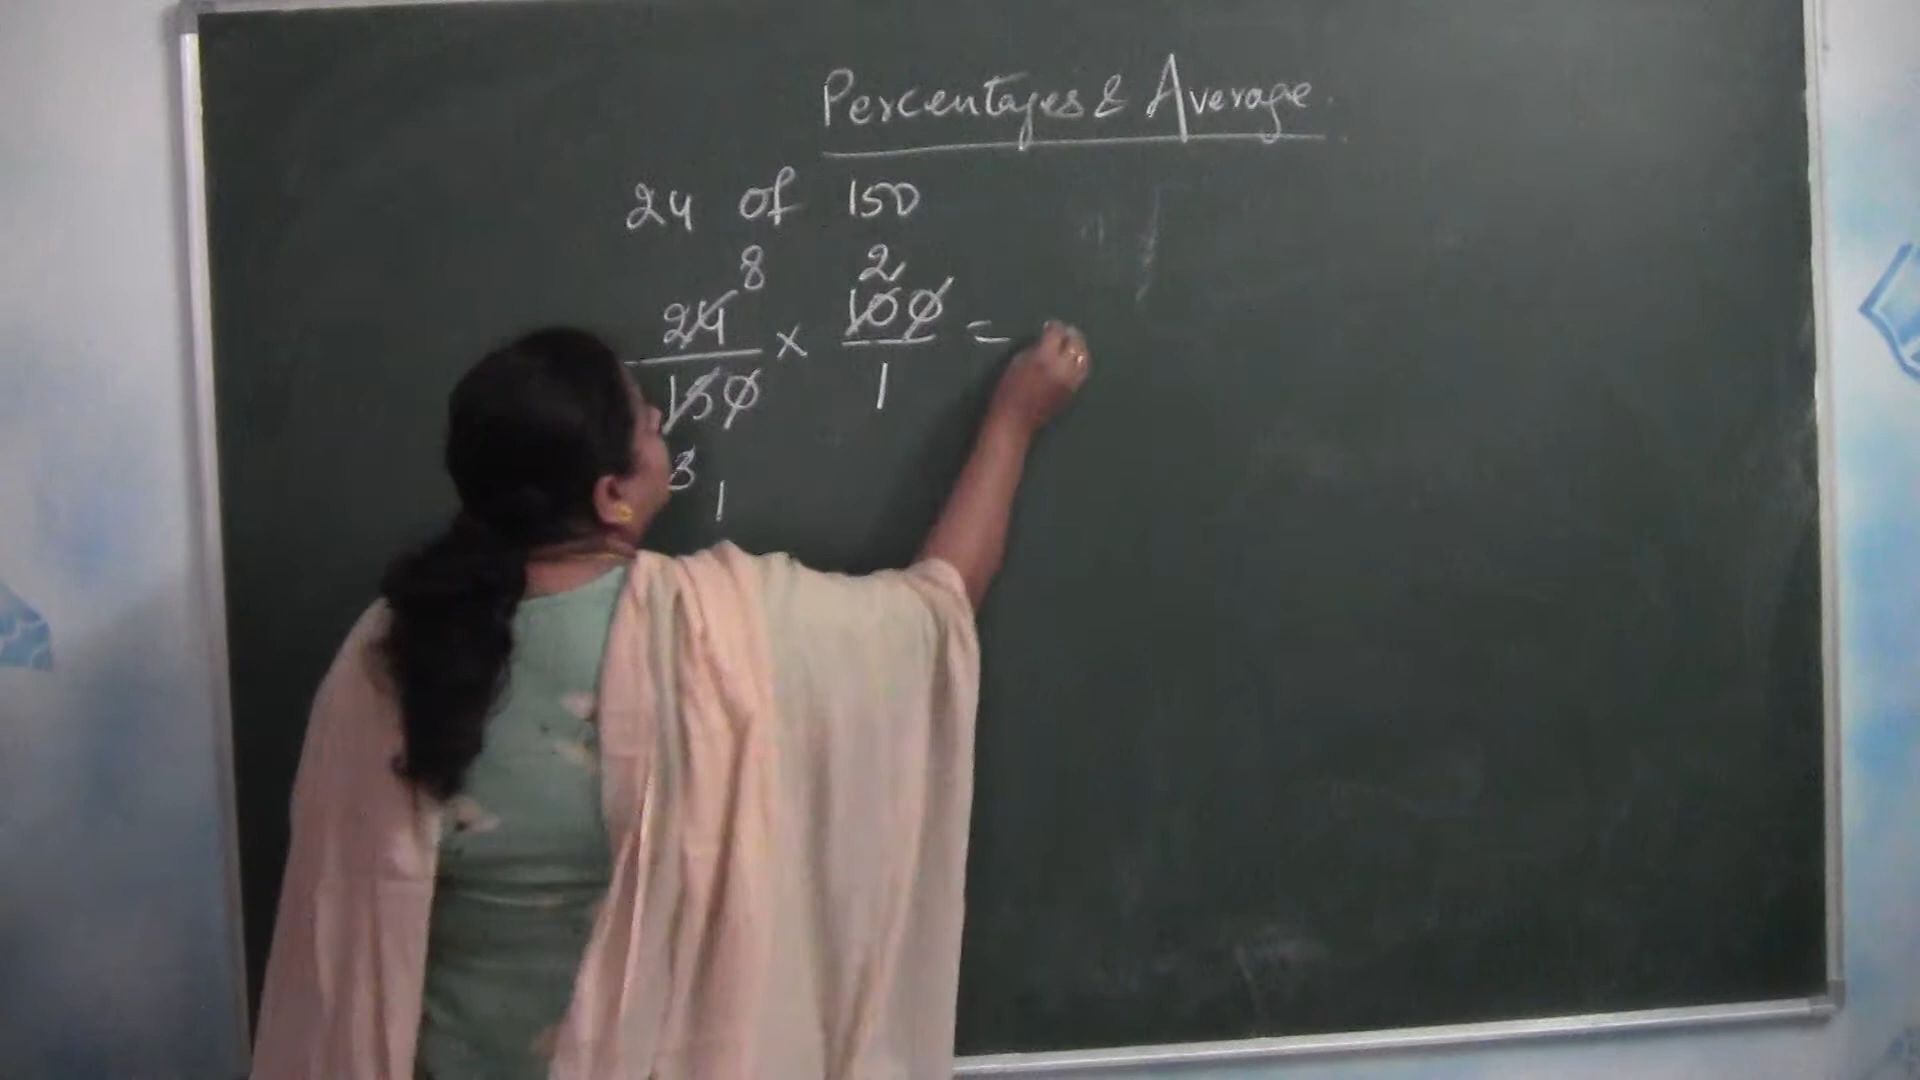 Percentages & Average
24 of 150
8 2
24/150 × 100/1 =
3
1